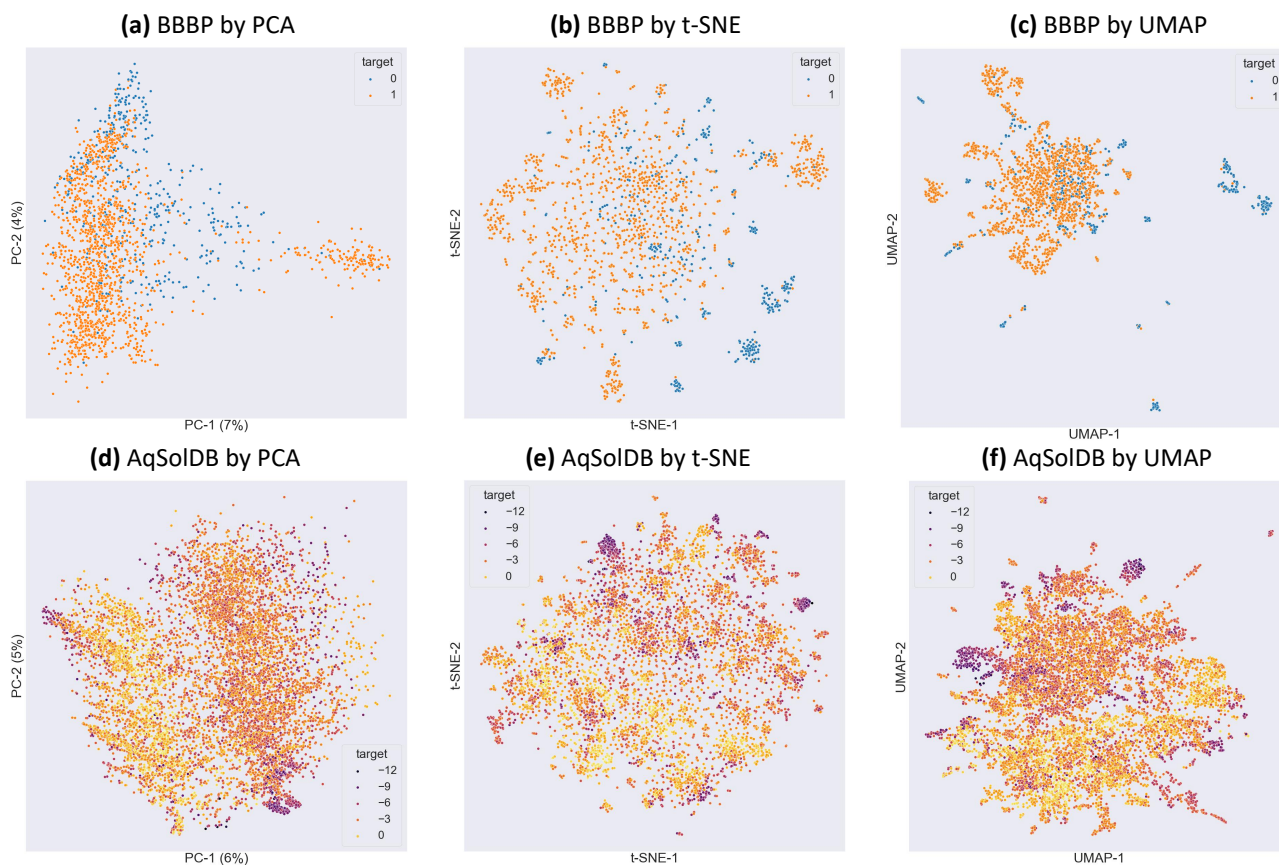 (a) BBBP by PCA
target
0
1
PC-2 (4%)
PC-1 (7%)
(b) BBBP by t-SNE
target
0
1
t-SNE-2
t-SNE-1
(c) BBBP by UMAP
target
0
1
UMAP-2
UMAP-1
(d) AqSolDB by PCA
target
−12
−9
−6
−3
0
PC-2 (5%)
PC-1 (6%)
(e) AqSolDB by t-SNE
target
−12
−9
−6
−3
0
t-SNE-2
t-SNE-1
(f) AqSolDB by UMAP
target
−12
−9
−6
−3
0
UMAP-2
UMAP-1